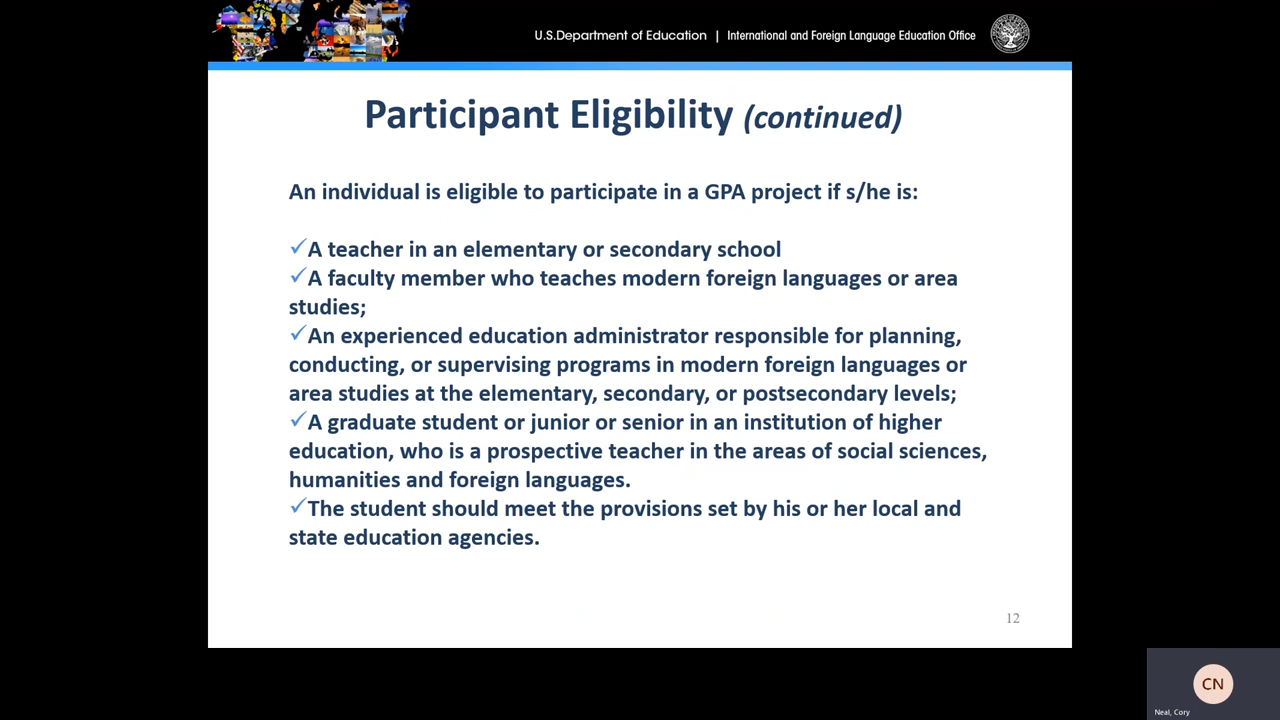 U.S.Department of Education | International and Foreign Language Education Office
Participant Eligibility (continued)
An individual is eligible to participate in a GPA project if s/he is:
✓A teacher in an elementary or secondary school
✓A faculty member who teaches modern foreign languages or area
studies;
✓An experienced education administrator responsible for planning,
conducting, or supervising programs in modern foreign languages or
area studies at the elementary, secondary, or postsecondary levels;
✓A graduate student or junior or senior in an institution of higher
education, who is a prospective teacher in the areas of social sciences,
humanities and foreign languages.
✓The student should meet the provisions set by his or her local and
state education agencies.
12
CN
Neal, Cory